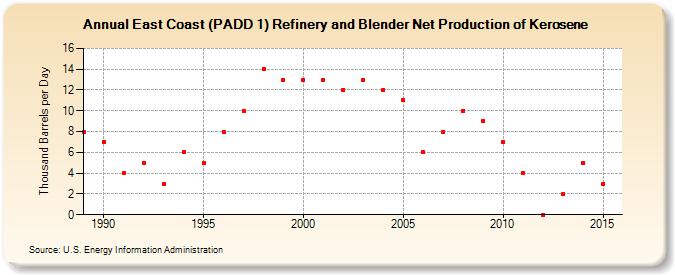 Annual East Coast (PADD 1) Refinery and Blender Net Production of Kerosene
Thousand Barrels per Day
16
14
12
10
8
6
4
2
0
1990 1995 2000 2005 2010 2015
Source: U.S. Energy Information Administration